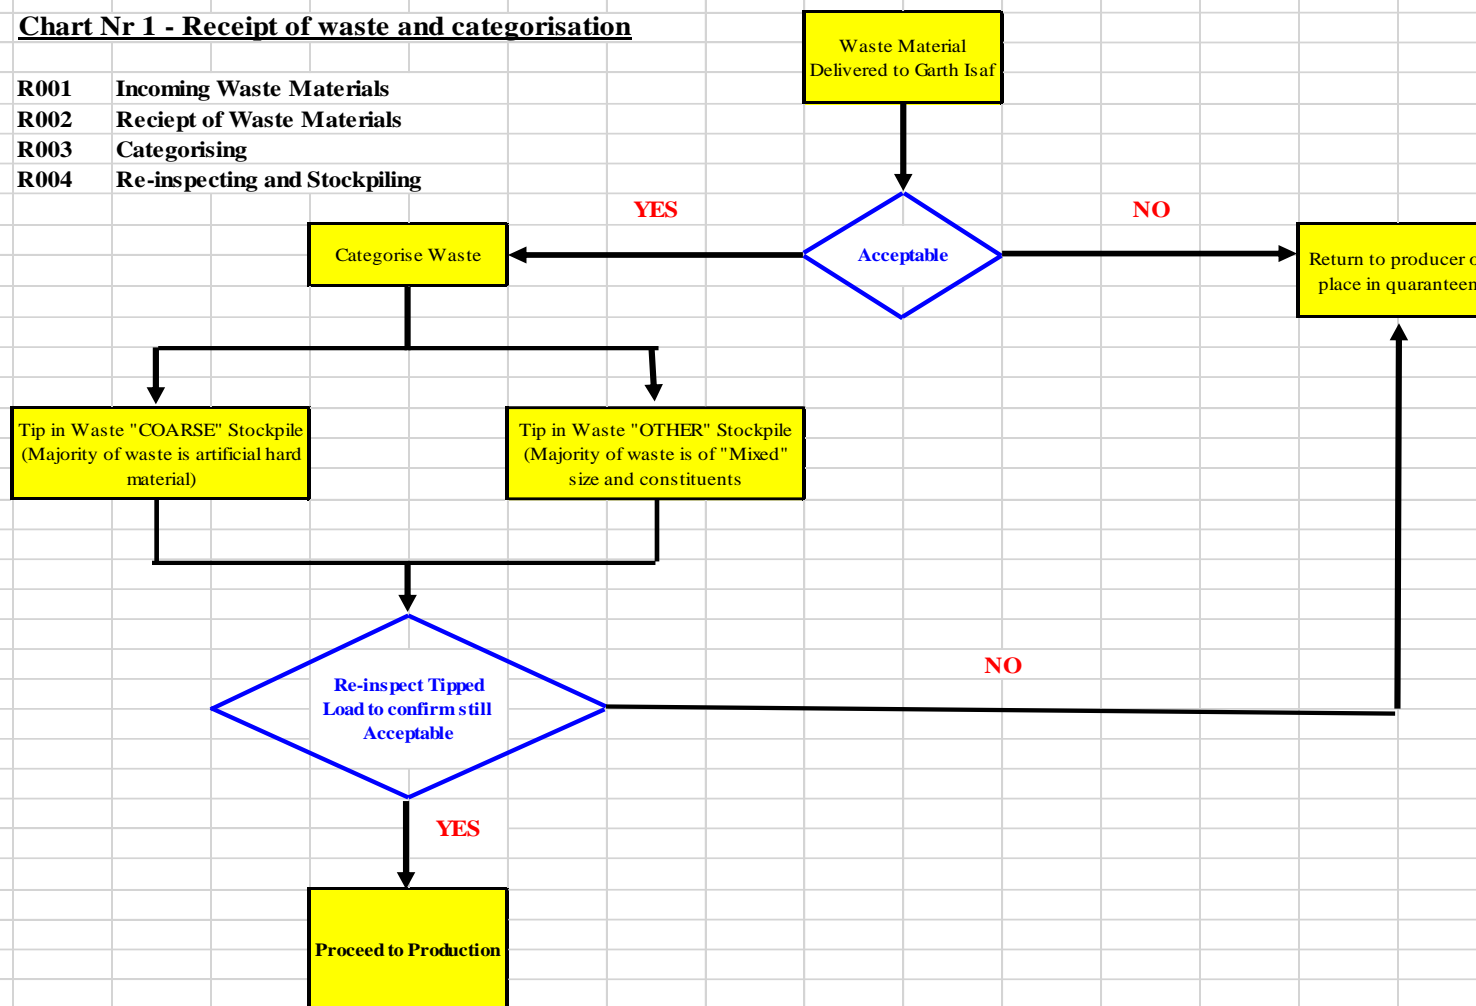 Chart Nr 1 - Receipt of waste and categorisation
R001 Incoming Waste Materials
R002 Reciept of Waste Materials
R003 Categorising
R004 Re-inspecting and Stockpiling
Waste Material
Delivered to Garth Isaf
YES
NO
Categorise Waste
Acceptable
Return to producer
place in quaranteen
Tip in Waste "COARSE" Stockpile
(Majority of waste is artificial hard
material)
Tip in Waste "OTHER" Stockpile
(Majority of waste is of "Mixed"
size and constituents
Re-inspect Tipped
Load to confirm still
Acceptable
NO
YES
Proceed to Production